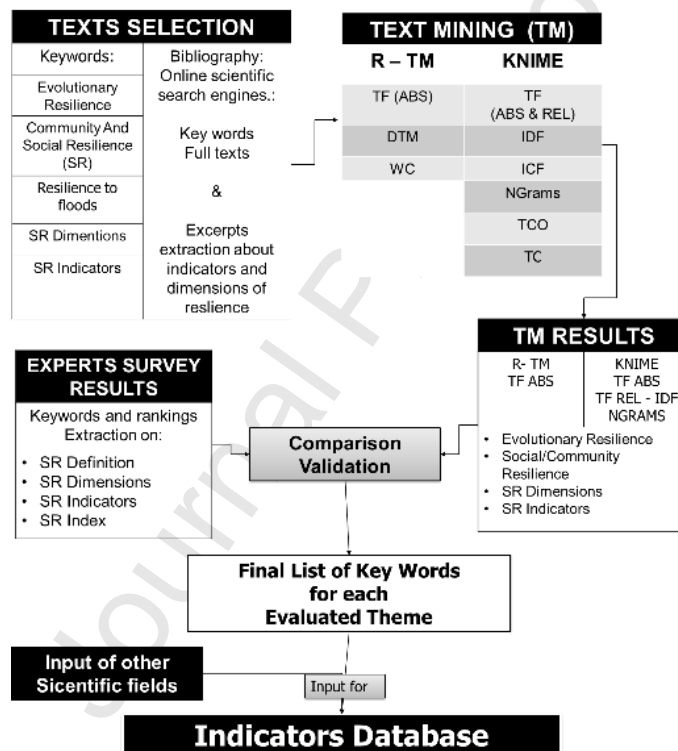 TEXTS SELECTION
Keywords:
Evolutionary
Resilience
Community And
Social Resilience
(SR)
Resilience to
floods
SR Dimentions
SR Indicators
Bibliography:
Online scientific
search engines.:
Key words
Full texts
&
Excerpts
extraction about
indicators and
dimensions of
reslience
TEXT MINING (TM)
R – TM
KNIME
TF (ABS)
TF
(ABS & REL)
DTM
IDF
WC
ICF
NGrams
TCO
TC
TM RESULTS
R- TM
TF ABS
KNIME
TF ABS
TF REL - IDF
NGRAMS
• Evolutionary Resilience
• Social/Community
Resilience
• SR Dimensions
• SR Indicators
EXPERTS SURVEY
RESULTS
Keywords and rankings
Extraction on:
• SR Definition
• SR Dimensions
• SR Indicators
• SR Index
Comparison
Validation
Final List of Key Words
for each
Evaluated Theme
Input of other
Sicentific fields
Input for
Indicators Database
Journal P